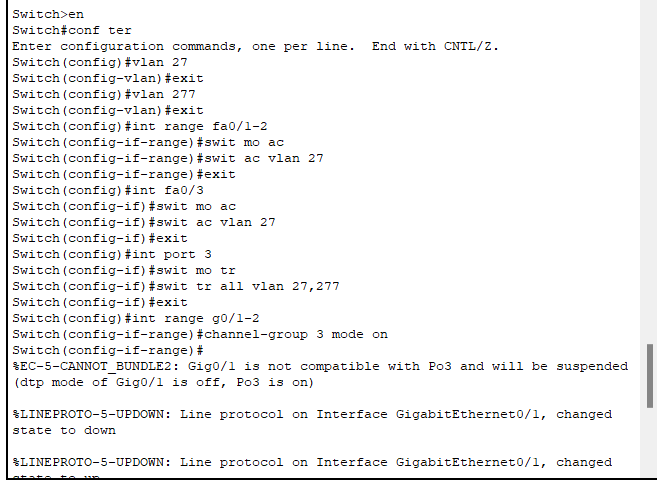 Switch>en
Switch#conf ter
Enter configuration commands, one per line.  End with CNTL/Z.
Switch(config)#vlan 27
Switch(config-vlan)#exit
Switch(config)#vlan 277
Switch(config-vlan)#exit
Switch(config)#int range fa0/1-2
Switch(config-if-range)#swit mo ac
Switch(config-if-range)#swit ac vlan 27
Switch(config-if-range)#exit
Switch(config)#int fa0/3
Switch(config-if)#swit mo ac
Switch(config-if)#swit ac vlan 27
Switch(config-if)#exit
Switch(config)#int port 3
Switch(config-if)#swit mo tr
Switch(config-if)#swit tr all vlan 27,277
Switch(config-if)#exit
Switch(config)#int range g0/1-2
Switch(config-if-range)#channel-group 3 mode on
Switch(config-if-range)#
%EC-5-CANNOT_BUNDLE2: Gig0/1 is not compatible with Po3 and will be suspended
(dtp mode of Gig0/1 is off, Po3 is on)
%LINEPROTO-5-UPDOWN: Line protocol on Interface GigabitEthernet0/1, changed
state to down
%LINEPROTO-5-UPDOWN: Line protocol on Interface GigabitEthernet0/1, changed
state to up